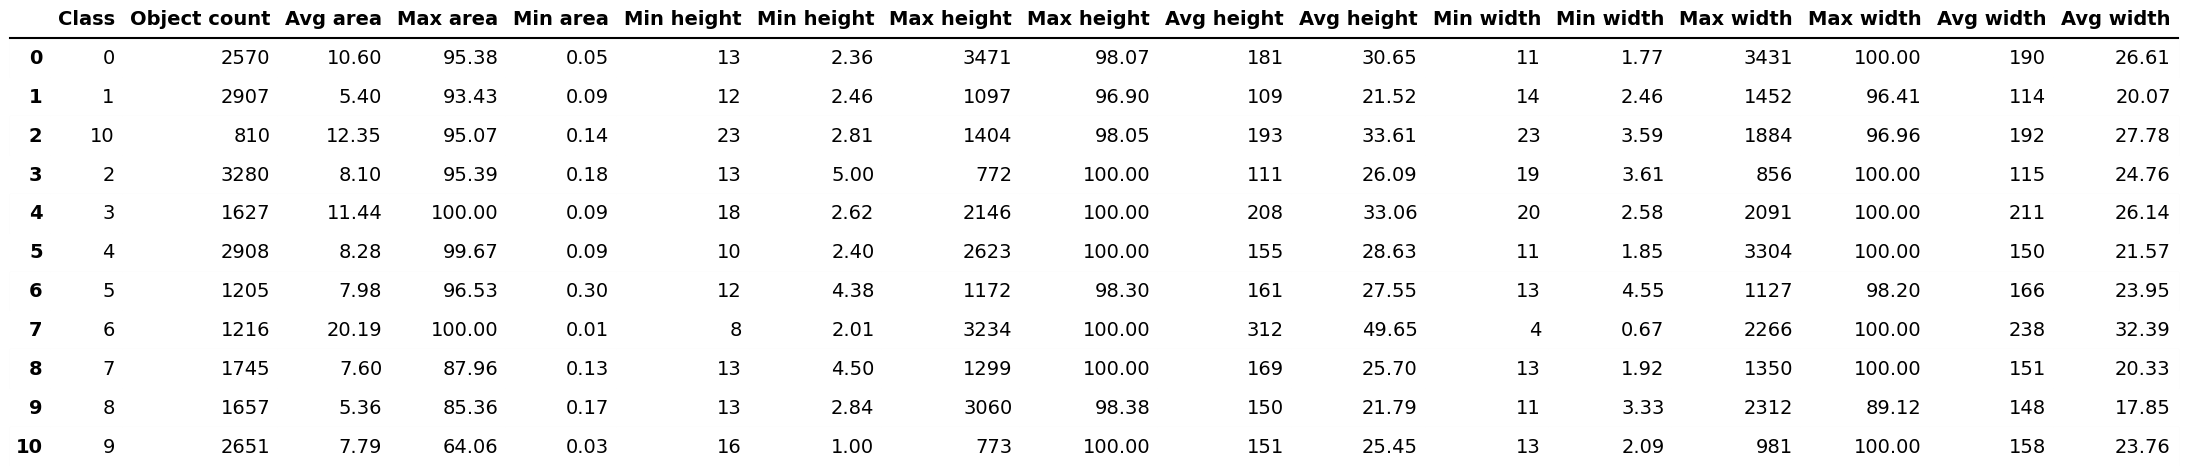 Class Object count Avg area Max area Min area Min height Min height Max height Max height Avg height Avg height Min width Min width Max width Max width Avg width Avg width
0 0 2570 10.60 95.38 0.05 13 2.36 3471 98.07 181 30.65 11 1.77 3431 100.00 190 26.61
1 1 2907 5.40 93.43 0.09 12 2.46 1097 96.90 109 21.52 14 2.46 1452 96.41 114 20.07
2 10 810 12.35 95.07 0.14 23 2.81 1404 98.05 193 33.61 23 3.59 1884 96.96 192 27.78
3 2 3280 8.10 95.39 0.18 13 5.00 772 100.00 111 26.09 19 3.61 856 100.00 115 24.76
4 3 1627 11.44 100.00 0.09 18 2.62 2146 100.00 208 33.06 20 2.58 2091 100.00 211 26.14
5 4 2908 8.28 99.67 0.09 10 2.40 2623 100.00 155 28.63 11 1.85 3304 100.00 150 21.57
6 5 1205 7.98 96.53 0.30 12 4.38 1172 98.30 161 27.55 13 4.55 1127 98.20 166 23.95
7 6 1216 20.19 100.00 0.01 8 2.01 3234 100.00 312 49.65 4 0.67 2266 100.00 238 32.39
8 7 1745 7.60 87.96 0.13 13 4.50 1299 100.00 169 25.70 13 1.92 1350 100.00 151 20.33
9 8 1657 5.36 85.36 0.17 13 2.84 3060 98.38 150 21.79 11 3.33 2312 89.12 148 17.85
10 9 2651 7.79 64.06 0.03 16 1.00 773 100.00 151 25.45 13 2.09 981 100.00 158 23.76